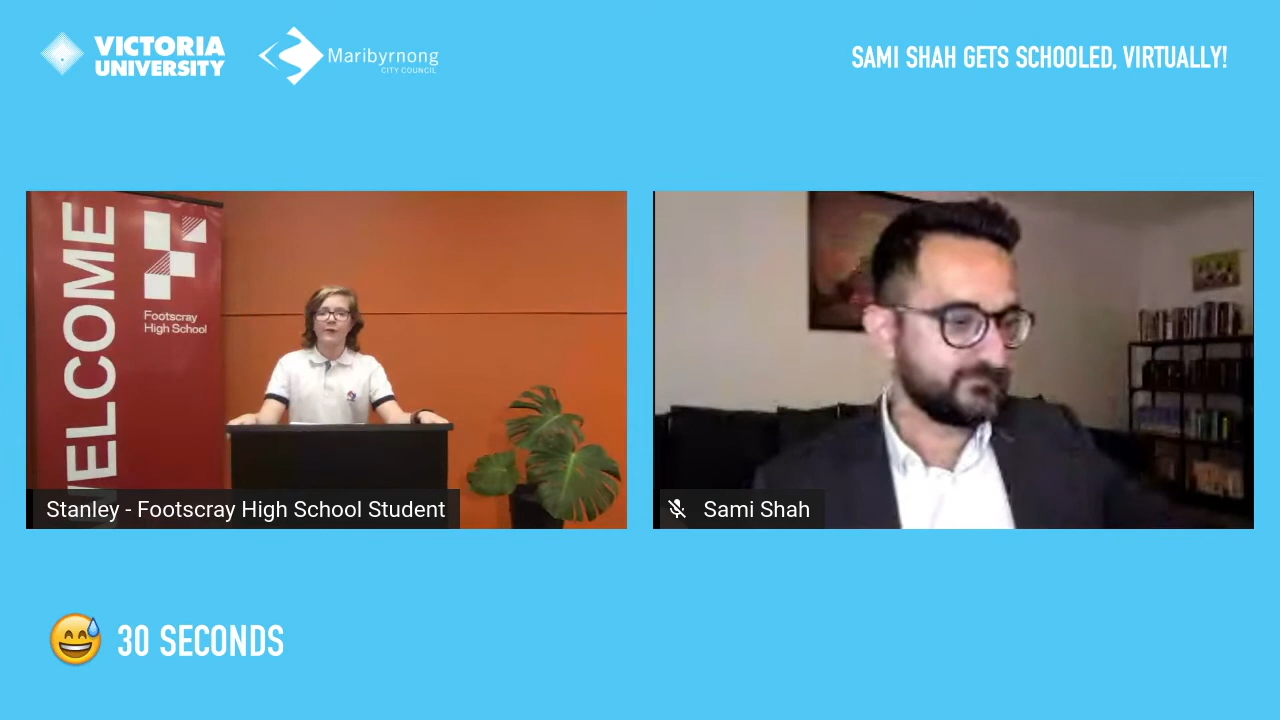 VICTORIA
UNIVERSITY
Maribyrnong
CITY COUNCIL
SAMI SHAH GETS SCHOOLED, VIRTUALLY!
WELCOME
Footscray
High School
Stanley - Footscray High School Student
Sami Shah
30 SECONDS